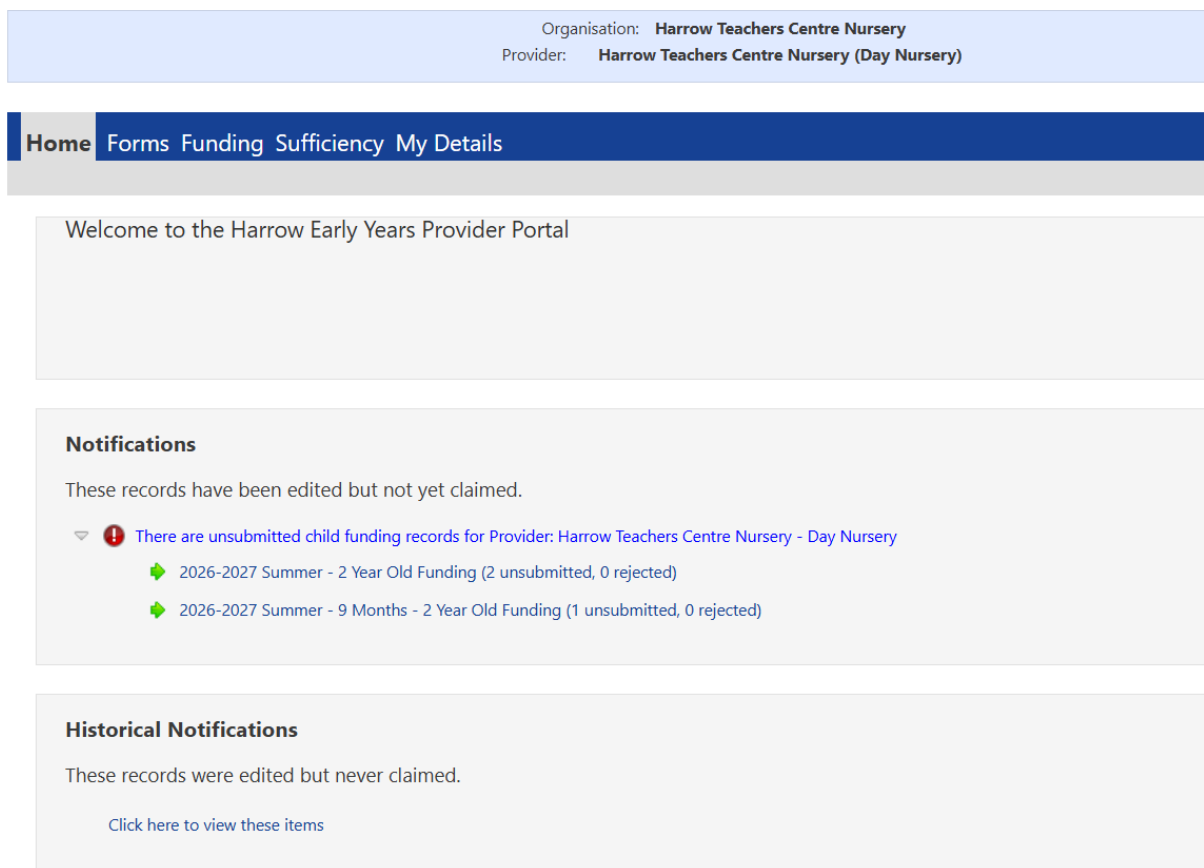 Organisation: Harrow Teachers Centre Nursery
Provider: Harrow Teachers Centre Nursery (Day Nursery)
Home Forms Funding Sufficiency My Details
Welcome to the Harrow Early Years Provider Portal
Notifications
These records have been edited but not yet claimed.
There are unsubmitted child funding records for Provider: Harrow Teachers Centre Nursery - Day Nursery
2026-2027 Summer - 2 Year Old Funding (2 unsubmitted, 0 rejected)
2026-2027 Summer - 9 Months - 2 Year Old Funding (1 unsubmitted, 0 rejected)
Historical Notifications
These records were edited but never claimed.
Click here to view these items